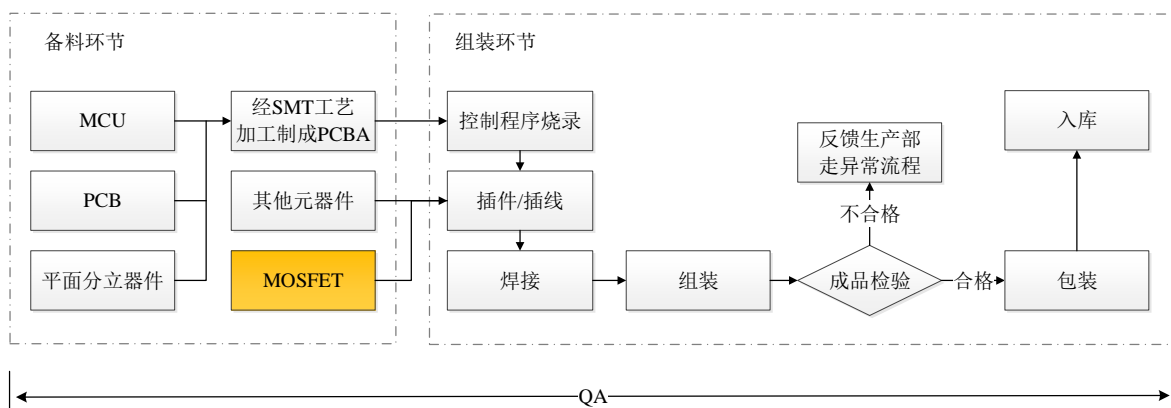 备料环节
组装环节
MCU
经SMT工艺
加工制成PCBA
控制程序烧录
反馈生产部
走异常流程
入库
PCB
其他元器件
插件/插线
不合格
平面分立器件
MOSFET
焊接
组装
成品检验
合格
包装
QA